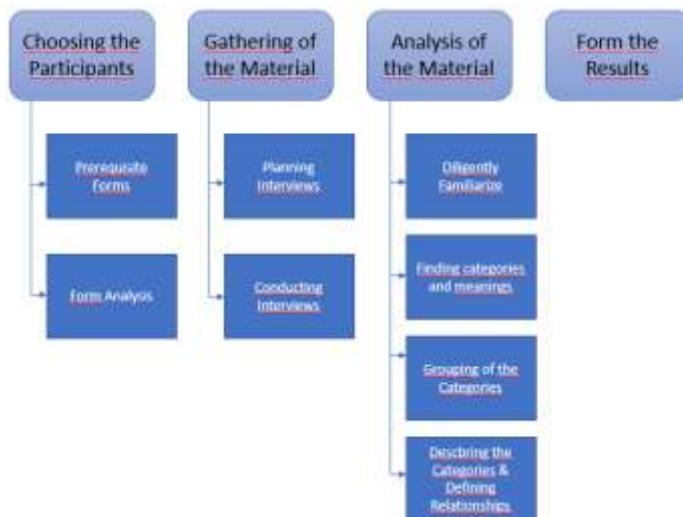 Choosing the
Participants
Gathering of
the Material
Analysis of
the Material
Form the
Results
Prerequisite
Forms
Form Analysis
Planning
Interviews
Conducting
Interviews
Diligently
Familiarize
Finding categories
and meanings
Grouping of the
Categories
Descbring the
Categories &
Defining
Relationships